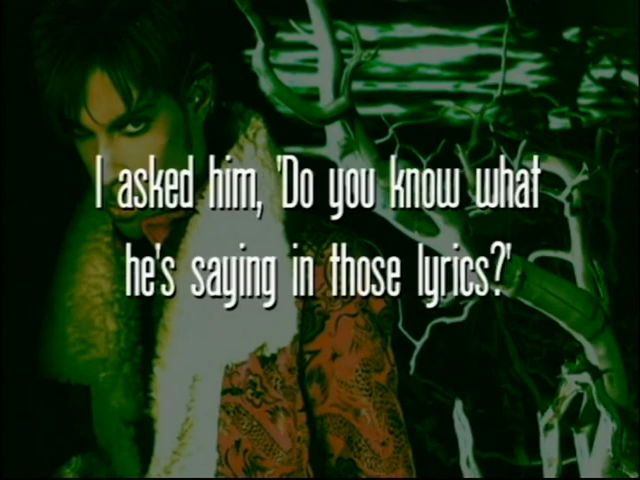 I asked him, 'Do you know what
he's saying in those lyrics?'